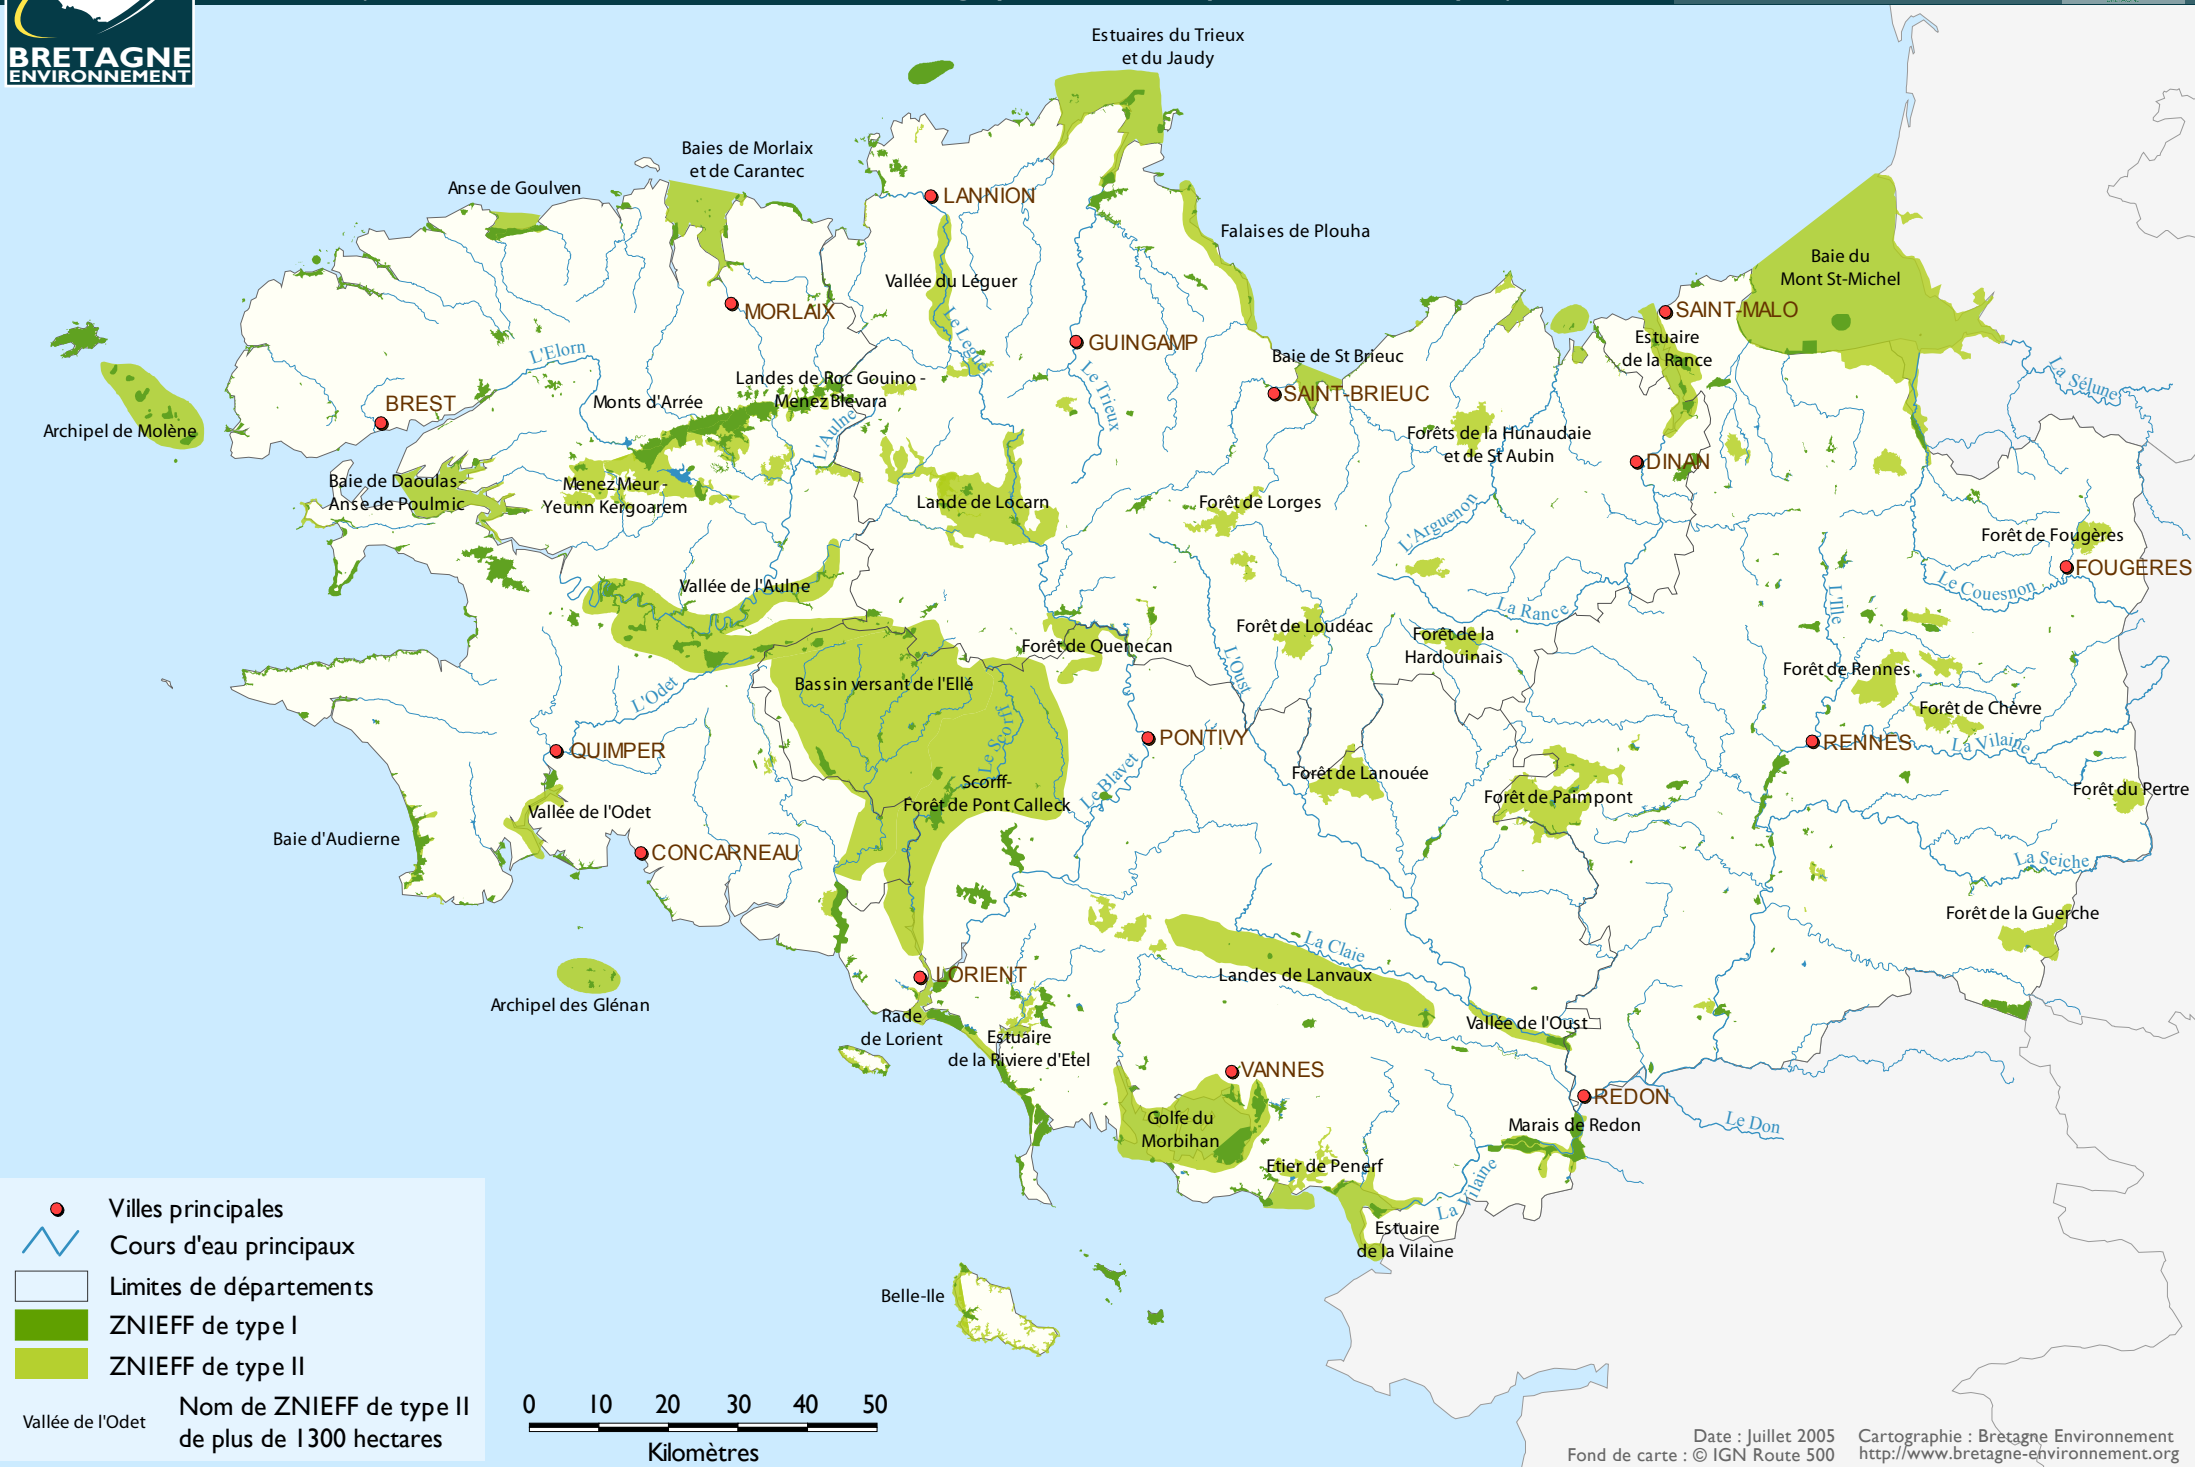 BRETAGNE
ENVIRONNEMENT
Estuaires du Trieux
et du Jaudy
Baies de Morlaix
et de Carantec
Anse de Goulven
LANNION
Falaises de Plouha
Baie du
Mont St-Michel
Vallée du Léguer
MORLAIX
SAINT-MALO
Le Leguer
Estuaire
de la Rance
GUINGAMP
L'Elorn
Baie de St Brieuc
La Sélune
Landes de Roc Gouino -
Menez Blevara
Le Trieux
SAINT-BRIEUC
BREST
Monts d'Arrée
L'Aulne
Archipel de Molène
Forêts de la Hunaudaie
et de St Aubin
DINAN
Baie de Daoulas-
Anse de Poulmic
Menez Meur -
Yeunn Kergoarem
Lande de Locarn
Forêt de Lorges
L'Arguenon
Forêt de Fougères
FOUGERES
Le Couesnon
Vallée de l'Aulne
La Rance
L'Ille
Forêt de Loudéac
Forêt de la
Hardouinais
Forêt de Quenecan
L'Oust
Forêt de Rennes
Bassin versant de l'Ellé
L'Odet
Forêt de Chèvre
Le Scorff
PONTIVY
RENNES
La Vilaine
QUIMPER
Forêt de Lanouée
Scorff-
Forêt de Pont Calleck
Le Blavet
Forêt de Paimpont
Forêt du Pertre
Vallée de l'Odet
Baie d'Audierne
CONCARNEAU
La Seiche
Forêt de la Guerche
La Claie
LORIENT
Landes de Lanvaux
Archipel des Glénan
Rade
de Lorient
Estuaire
de la Riviere d'Etel
Vallée de l'Oust
VANNES
REDON
Golfe du
Morbihan
Marais de Redon
Le Don
Etier de Penerf
La Vilaine
Estuaire
de la Vilaine
Belle-Ile
Villes principales
Cours d'eau principaux
Limites de départements
ZNIEFF de type I
ZNIEFF de type II
Vallée de l'Odet
Nom de ZNIEFF de type II
de plus de 1300 hectares
0 10 20 30 40 50
Kilomètres
Date : Juillet 2005 Cartographie : Bretagne Environnement
Fond de carte : © IGN Route 500 http://www.bretagne-environnement.org